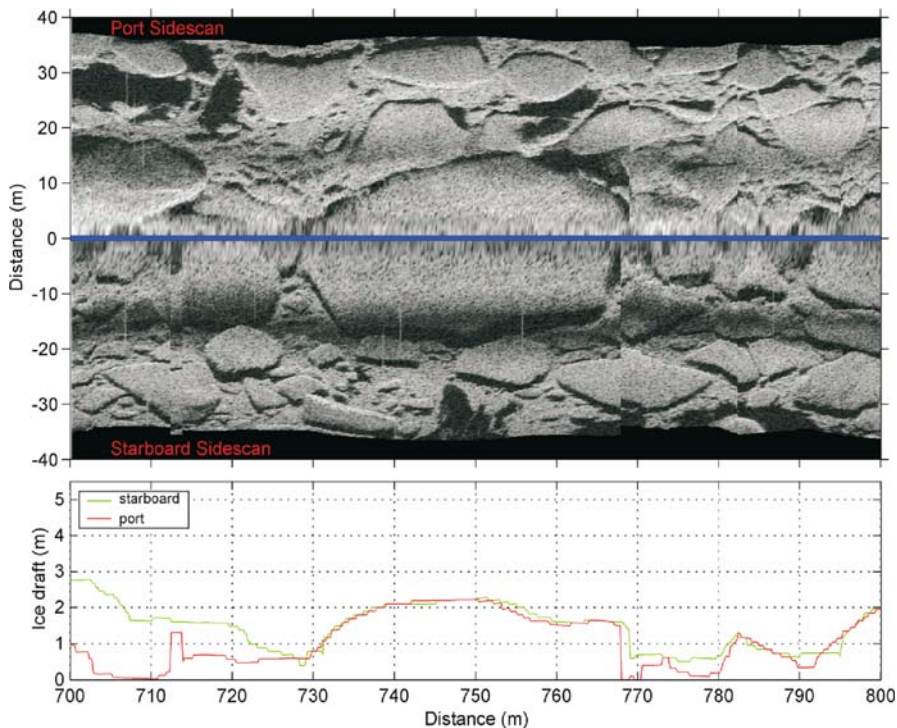 40
Port Sidescan
30
20
10
0
-10
-20
-30
-40
Distance (m)
Starboard Sidescan
5
4
3
2
1
0
Ice draft (m)
starboard
port
700 710 720 730 740 750 760 770 780 790 800
Distance (m)